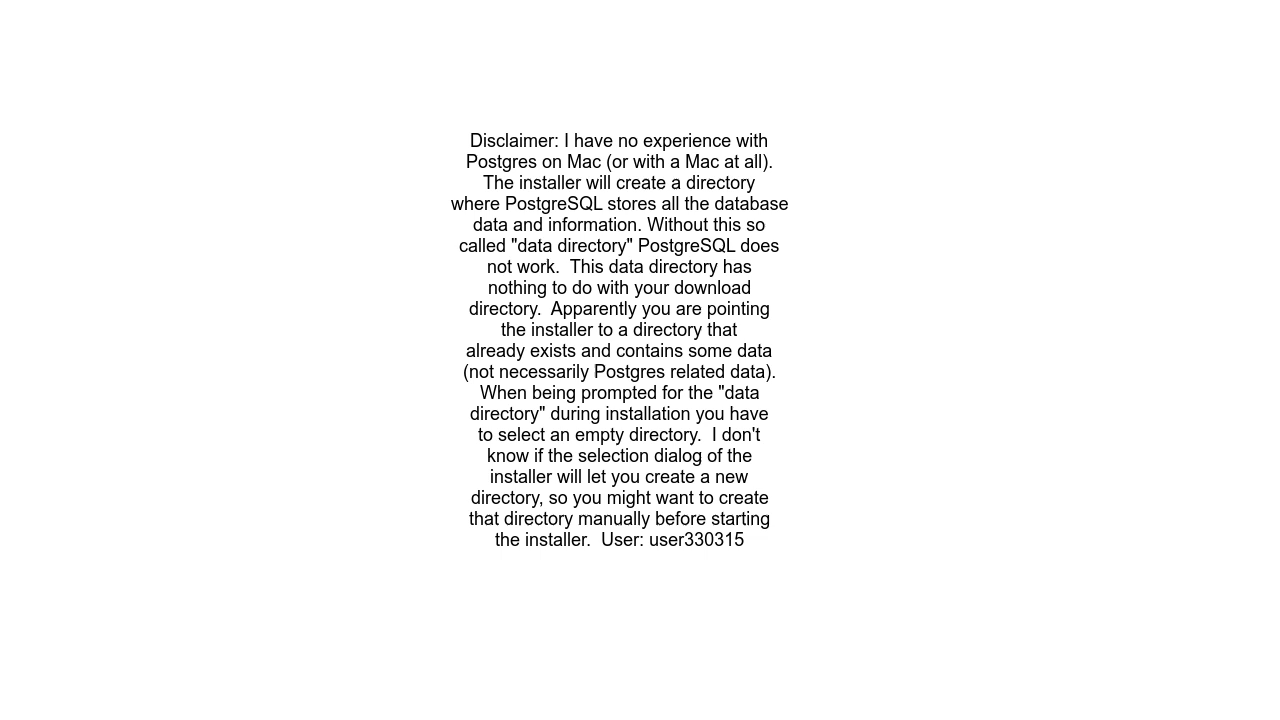 Disclaimer: I have no experience with
Postgres on Mac (or with a Mac at all).
The installer will create a directory
where PostgreSQL stores all the database
data and information. Without this so
called "data directory" PostgreSQL does
not work.  This data directory has
nothing to do with your download
directory.  Apparently you are pointing
the installer to a directory that
already exists and contains some data
(not necessarily Postgres related data).
When being prompted for the "data
directory" during installation you have
to select an empty directory.  I don't
know if the selection dialog of the
installer will let you create a new
directory, so you might want to create
that directory manually before starting
the installer.  User: user330315